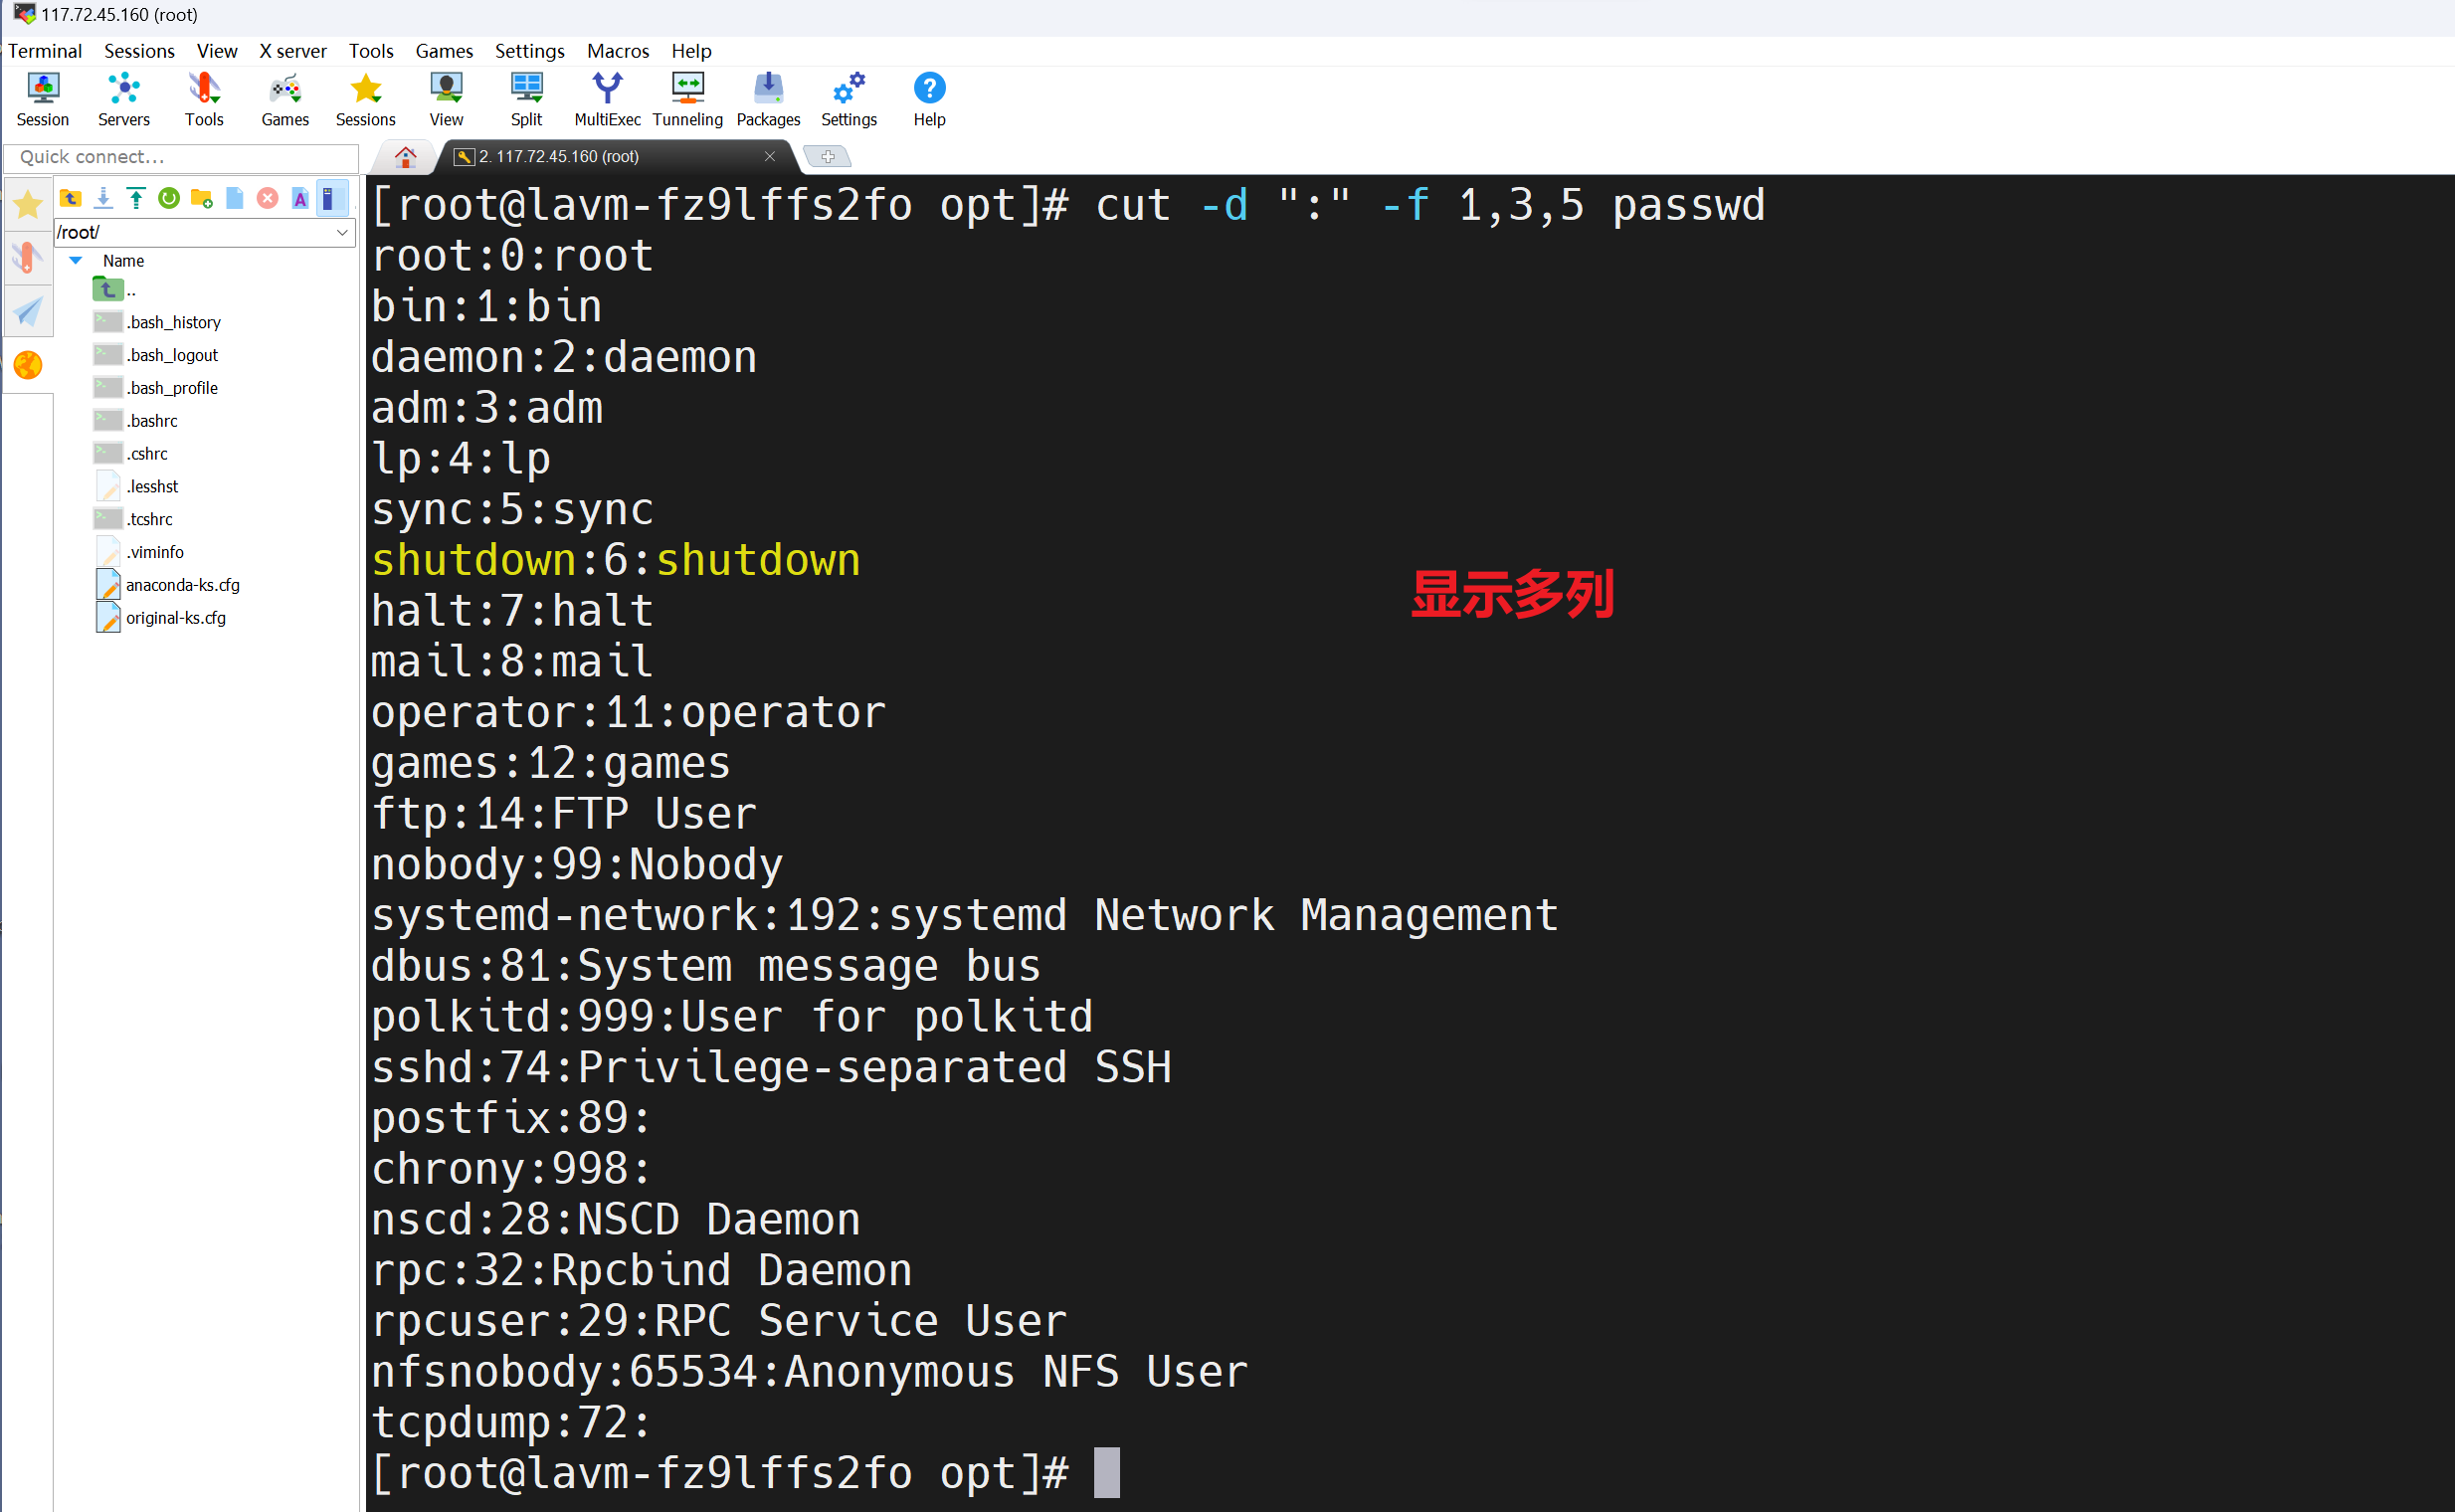 117.72.45.160 (root)
Terminal Sessions View X server Tools Games Settings Macros Help
Session Servers Tools Games Sessions View Split MultiExec Tunneling Packages Settings Help
Quick connect...
2. 117.72.45.160 (root)
/root/
Name
..
.bash_history
.bash_logout
.bash_profile
.bashrc
.cshrc
.lesshst
.tcshrc
.viminfo
anaconda-ks.cfg
original-ks.cfg
[root@lavm-fz9lffs2fo opt]# cut -d ":" -f 1,3,5 passwd
root:0:root
bin:1:bin
daemon:2:daemon
adm:3:adm
lp:4:lp
sync:5:sync
shutdown:6:shutdown
halt:7:halt
显示多列
mail:8:mail
operator:11:operator
games:12:games
ftp:14:FTP User
nobody:99:Nobody
systemd-network:192:systemd Network Management
dbus:81:System message bus
polkitd:999:User for polkitd
sshd:74:Privilege-separated SSH
postfix:89:
chrony:998:
nscd:28:NSCD Daemon
rpc:32:Rpcbind Daemon
rpcuser:29:RPC Service User
nfsnobody:65534:Anonymous NFS User
tcpdump:72:
[root@lavm-fz9lffs2fo opt]#